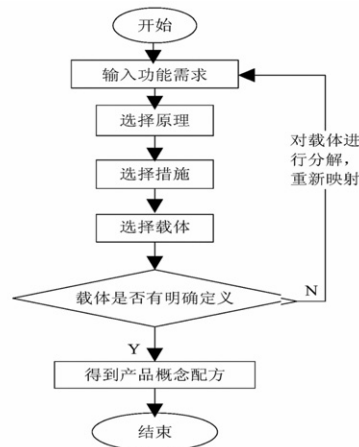 开始
输入功能需求
选择原理
选择措施
选择载体
对载体进
行分解，
重新映射
载体是否有明确定义
N
Y
得到产品概念配方
结束